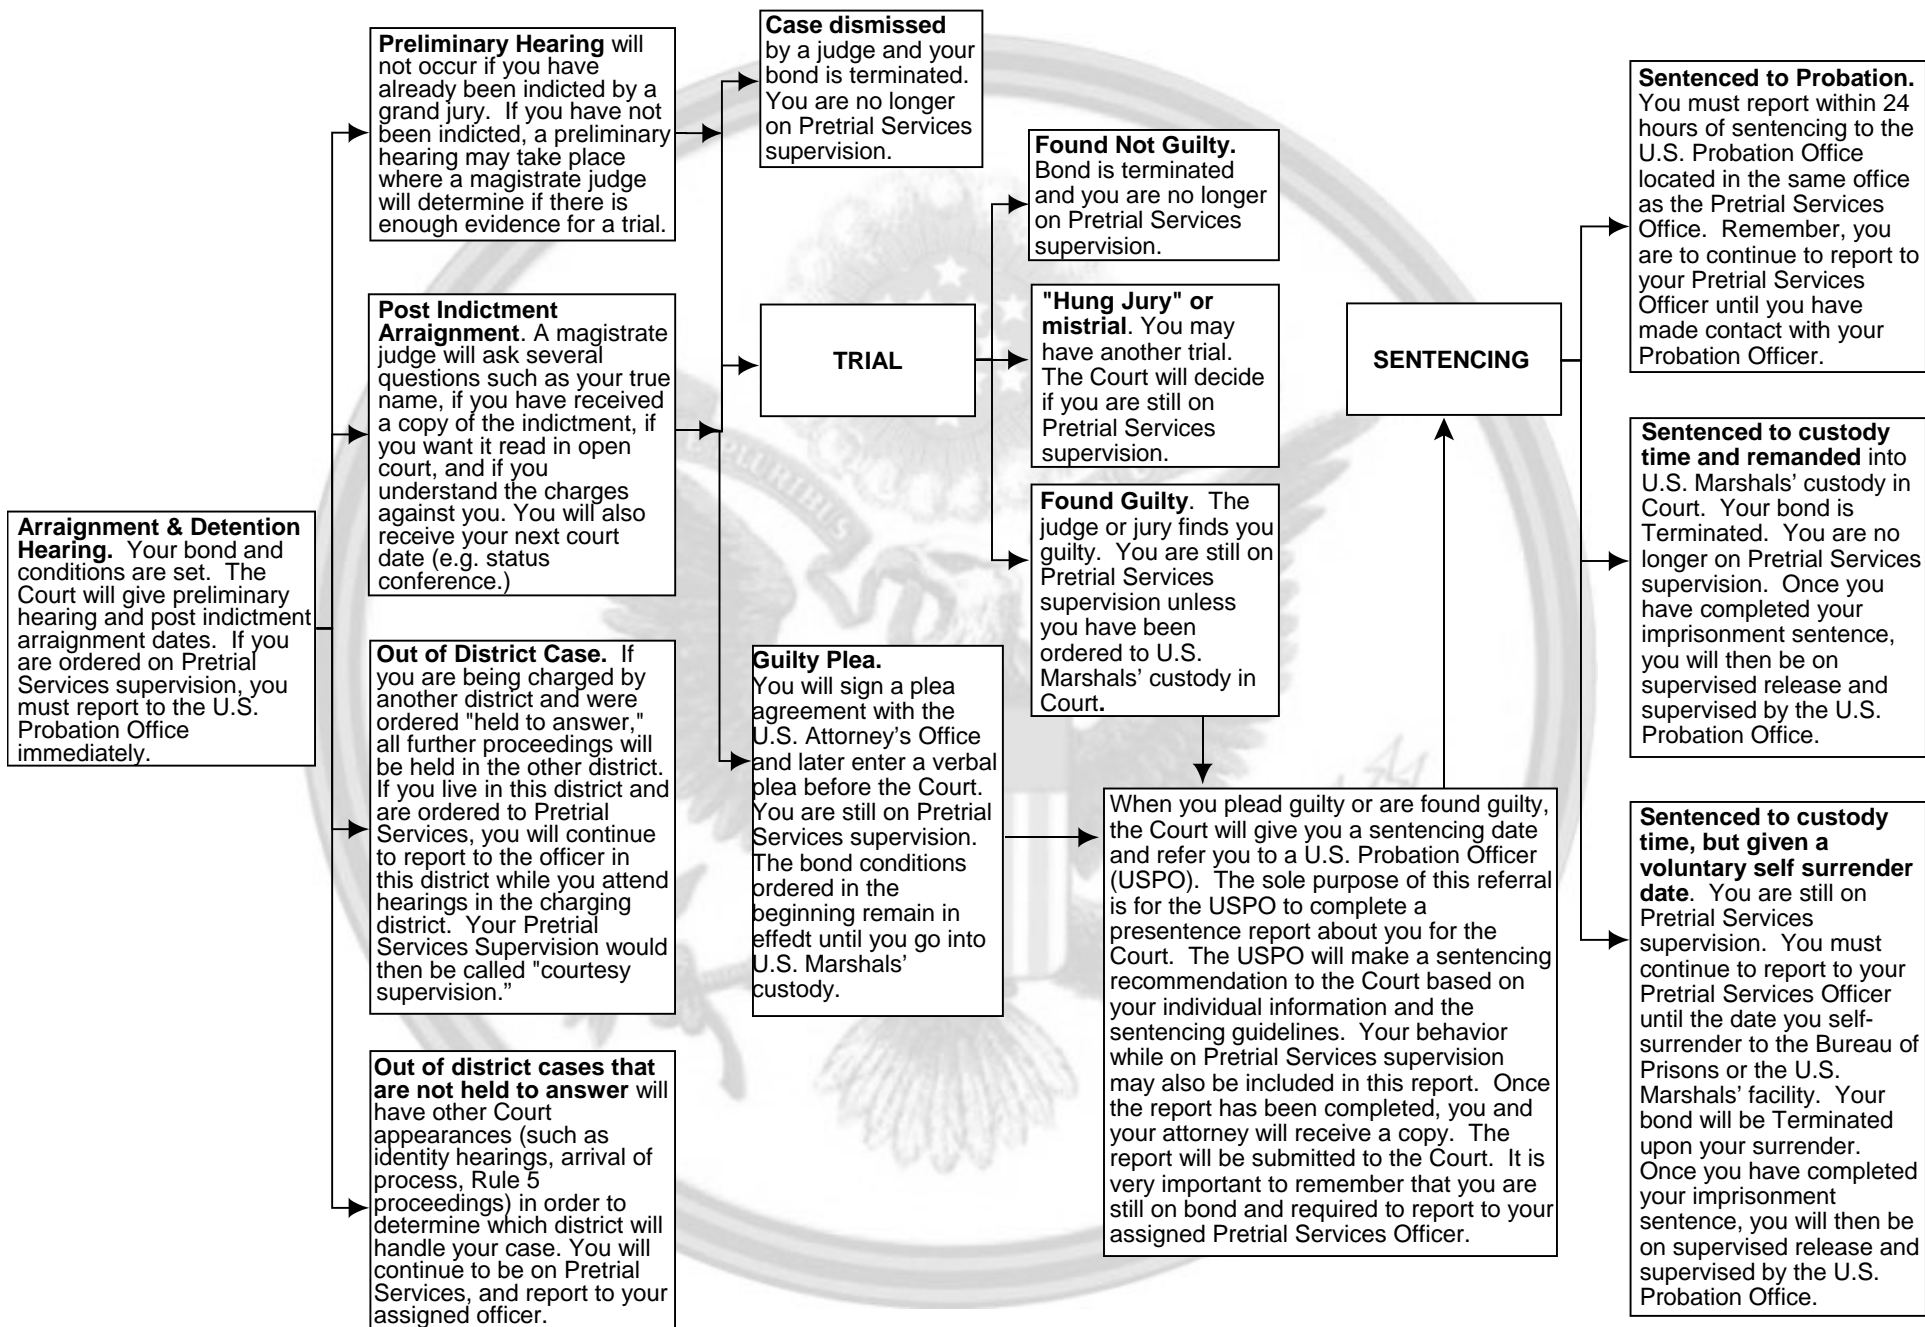 Arraignment & Detention
Hearing. Your bond and
conditions are set. The
Court will give preliminary
hearing and post indictment
arraignment dates. If you
are ordered on Pretrial
Services supervision, you
must report to the U.S.
Probation Office
immediately.
Preliminary Hearing will
not occur if you have
already been indicted by a
grand jury. If you have not
been indicted, a preliminary
hearing may take place
where a magistrate judge
will determine if there is
enough evidence for a trial.
Post Indictment
Arraignment. A magistrate
judge will ask several
questions such as your true
name, if you have received
a copy of the indictment, if
you want it read in open
court, and if you
understand the charges
against you. You will also
receive your next court
date (e.g. status
conference.)
Out of District Case. If
you are being charged by
another district and were
ordered "held to answer,"
all further proceedings will
be held in the other district.
If you live in this district and
are ordered to Pretrial
Services, you will continue
to report to the officer in
this district while you attend
hearings in the charging
district. Your Pretrial
Services Supervision would
then be called "courtesy
supervision.”
Out of district cases that
are not held to answer will
have other Court
appearances (such as
identity hearings, arrival of
process, Rule 5
proceedings) in order to
determine which district will
handle your case. You will
continue to be on Pretrial
Services, and report to your
assigned officer.
Case dismissed
by a judge and your
bond is terminated.
You are no longer
on Pretrial Services
supervision.
TRIAL
Guilty Plea.
You will sign a plea
agreement with the
U.S. Attorney’s Office
and later enter a verbal
plea before the Court.
You are still on Pretrial
Services supervision.
The bond conditions
ordered in the
beginning remain in
effedt until you go into
U.S. Marshals’
custody.
Found Not Guilty.
Bond is terminated
and you are no longer
on Pretrial Services
supervision.
"Hung Jury" or
mistrial. You may
have another trial.
The Court will decide
if you are still on
Pretrial Services
supervision.
Found Guilty. The
judge or jury finds you
guilty. You are still on
Pretrial Services
supervision unless
you have been
ordered to U.S.
Marshals’ custody in
Court.
When you plead guilty or are found guilty,
the Court will give you a sentencing date
and refer you to a U.S. Probation Officer
(USPO). The sole purpose of this referral
is for the USPO to complete a
presentence report about you for the
Court. The USPO will make a sentencing
recommendation to the Court based on
your individual information and the
sentencing guidelines. Your behavior
while on Pretrial Services supervision
may also be included in this report. Once
the report has been completed, you and
your attorney will receive a copy. The
report will be submitted to the Court. It is
very important to remember that you are
still on bond and required to report to your
assigned Pretrial Services Officer.
SENTENCING
Sentenced to Probation.
You must report within 24
hours of sentencing to the
U.S. Probation Office
located in the same office
as the Pretrial Services
Office. Remember, you
are to continue to report to
your Pretrial Services
Officer until you have
made contact with your
Probation Officer.
Sentenced to custody
time and remanded into
U.S. Marshals’ custody in
Court. Your bond is
Terminated. You are no
longer on Pretrial Services
supervision. Once you
have completed your
imprisonment sentence,
you will then be on
supervised release and
supervised by the U.S.
Probation Office.
Sentenced to custody
time, but given a
voluntary self surrender
date. You are still on
Pretrial Services
supervision. You must
continue to report to your
Pretrial Services Officer
until the date you self-
surrender to the Bureau of
Prisons or the U.S.
Marshals’ facility. Your
bond will be Terminated
upon your surrender.
Once you have completed
your imprisonment
sentence, you will then be
on supervised release and
supervised by the U.S.
Probation Office.
PLURIBUS